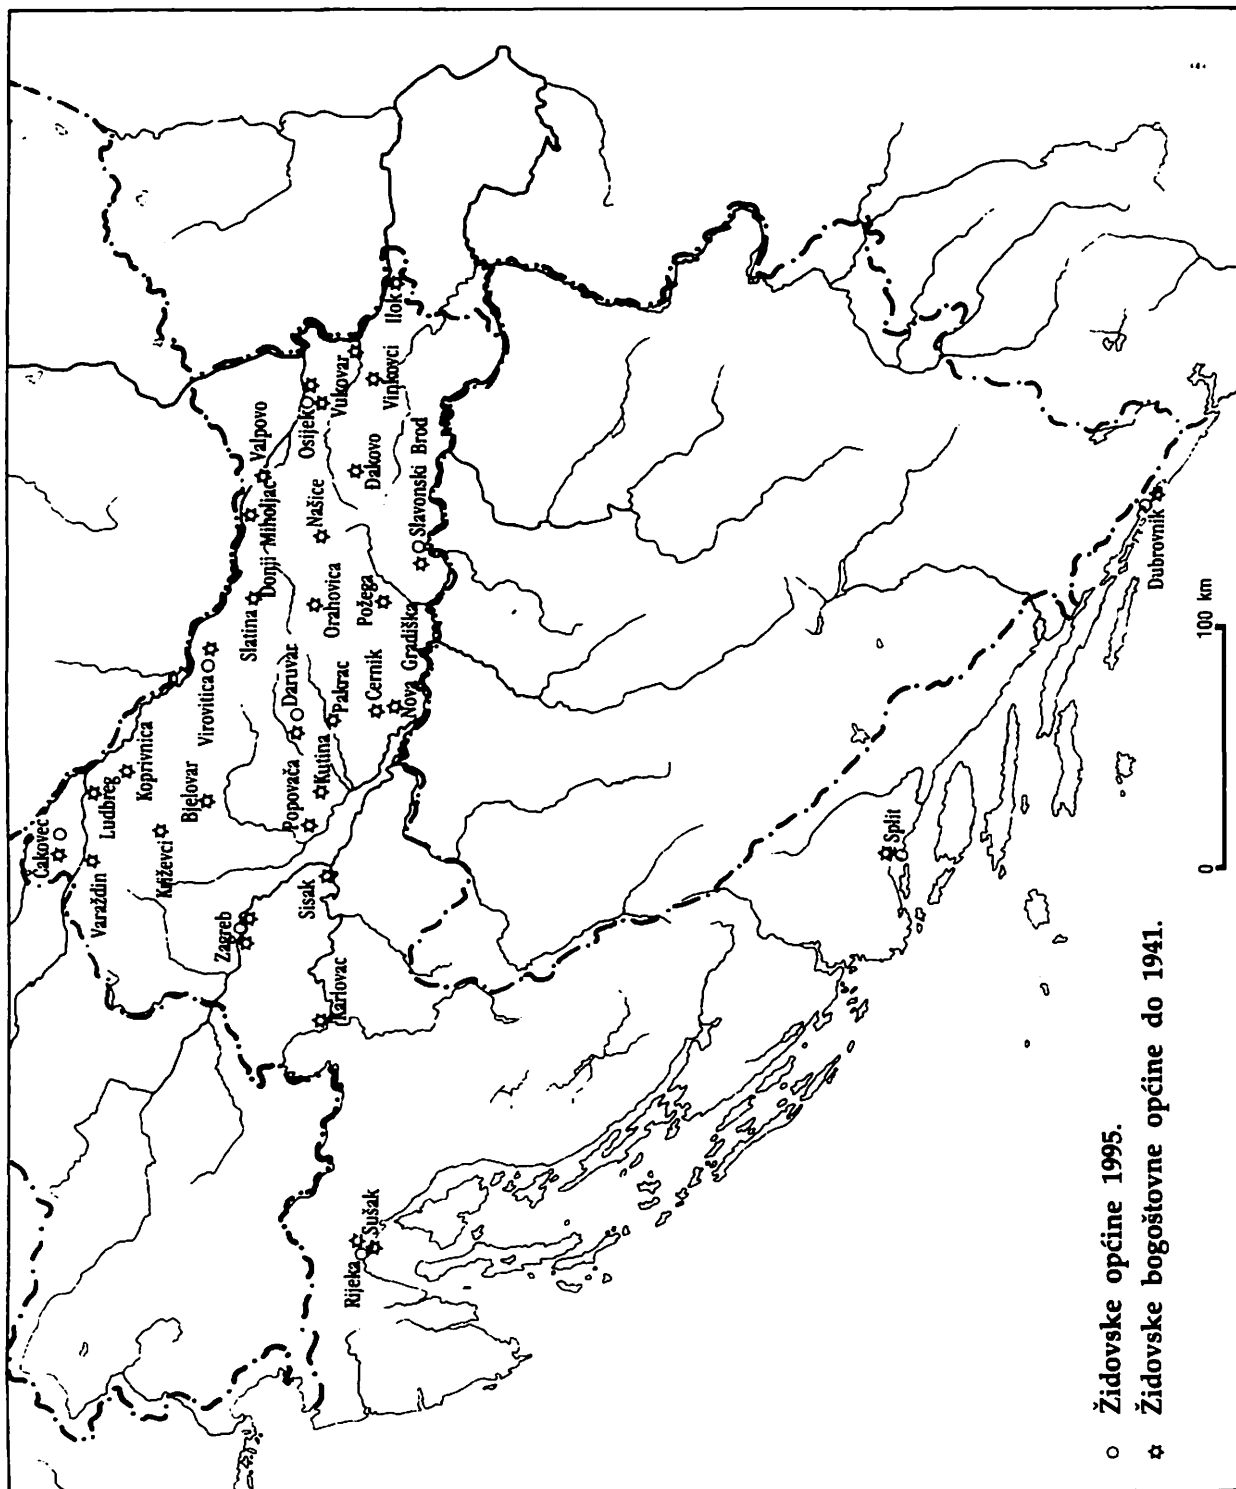 Čakovec
Varaždin
Ludbreg
Koprivnica
Križevci
Bjelovar
Virovitica
Zagreb
Slatina
Donji Miholjac
Valpovo
Osijek
Sisak
Popovača
Kutina
Daruvar
Pakrac
Orahovica
Našice
Vukovar
Karlovac
Cernik
Požega
Đakovo
Vinkovci
Ilok
Nova Gradiška
Slavonski Brod
Rijeka
Sušak
Split
Dubrovnik
Židovske općine 1995.
Židovske bogoštovne općine do 1941.
0
100 km